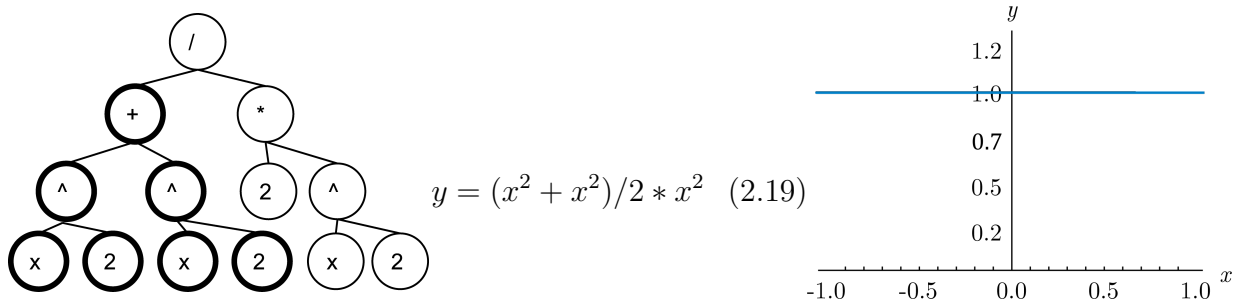 /
+ *
^ ^ 2 ^
x 2 x 2 x 2
y = (x² + x²)/2 ∗ x² (2.19)
y
1.2
1.0
0.7
0.5
0.2
-1.0 -0.5 0.0 0.5 1.0 x